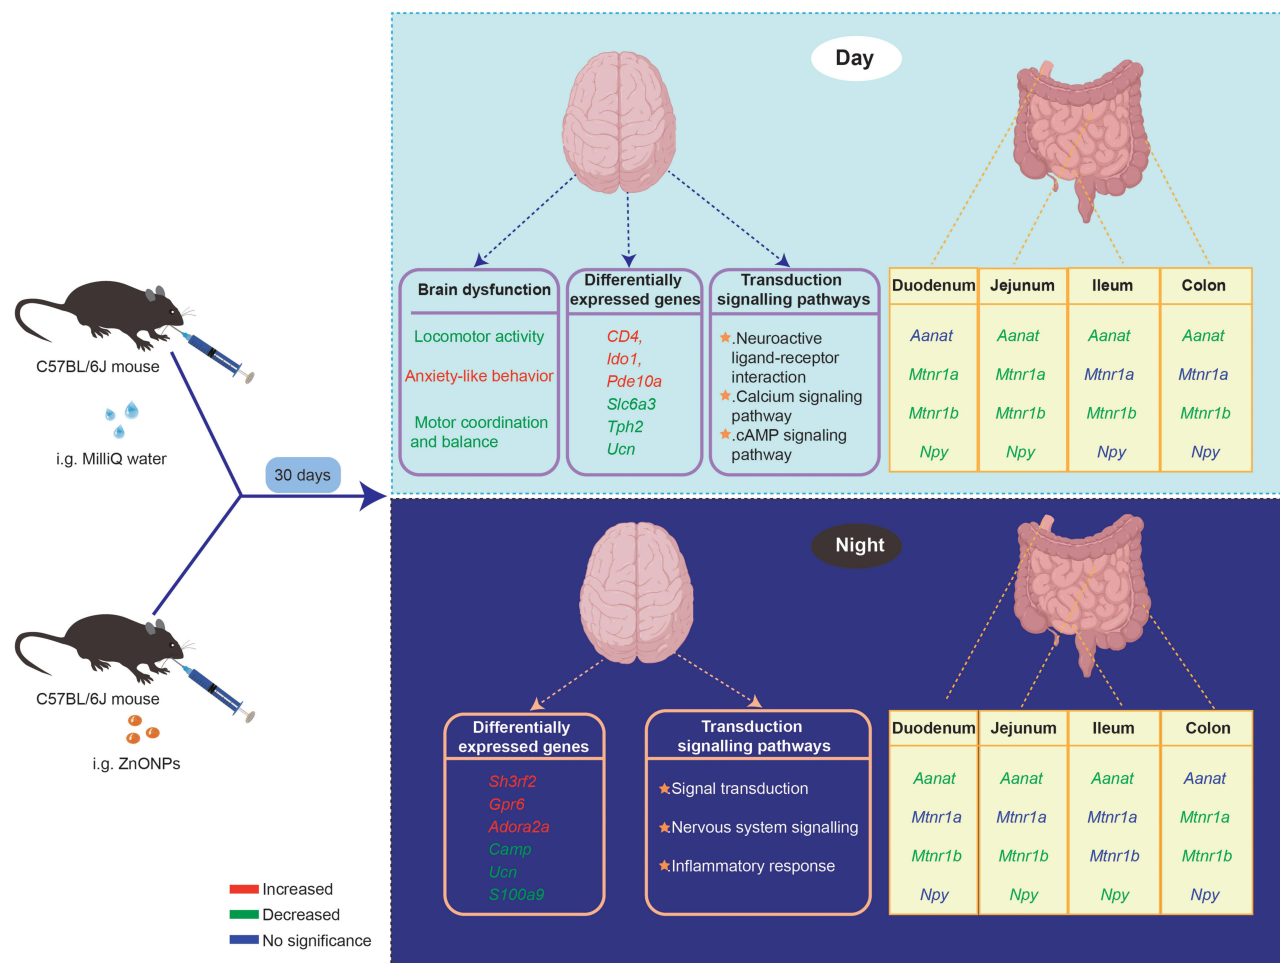 C57BL/6J mouse
i.g. MilliQ water
30 days
C57BL/6J mouse
i.g. ZnONPs
Increased
Decreased
No significance
Day
Brain dysfunction
Locomotor activity
Anxiety-like behavior
Motor coordination
and balance
Differentially
expressed genes
CD4,
Ido1,
Pde10a
Slc6a3
Tph2
Ucn
Transduction
signalling pathways
.Neuroactive
ligand-receptor
interaction
.Calcium signaling
pathway
.cAMP signaling
pathway
Duodenum Jejunum Ileum Colon
Aanat Aanat Aanat Aanat
Mtnr1a Mtnr1a Mtnr1a Mtnr1a
Mtnr1b Mtnr1b Mtnr1b Mtnr1b
Npy Npy Npy Npy
Night
Differentially
expressed genes
Sh3rf2
Gpr6
Adora2a
Camp
Ucn
S100a9
Transduction
signalling pathways
.Signal transduction
.Nervous system signalling
.Inflammatory response
Duodenum Jejunum Ileum Colon
Aanat Aanat Aanat Aanat
Mtnr1a Mtnr1a Mtnr1a Mtnr1a
Mtnr1b Mtnr1b Mtnr1b Mtnr1b
Npy Npy Npy Npy